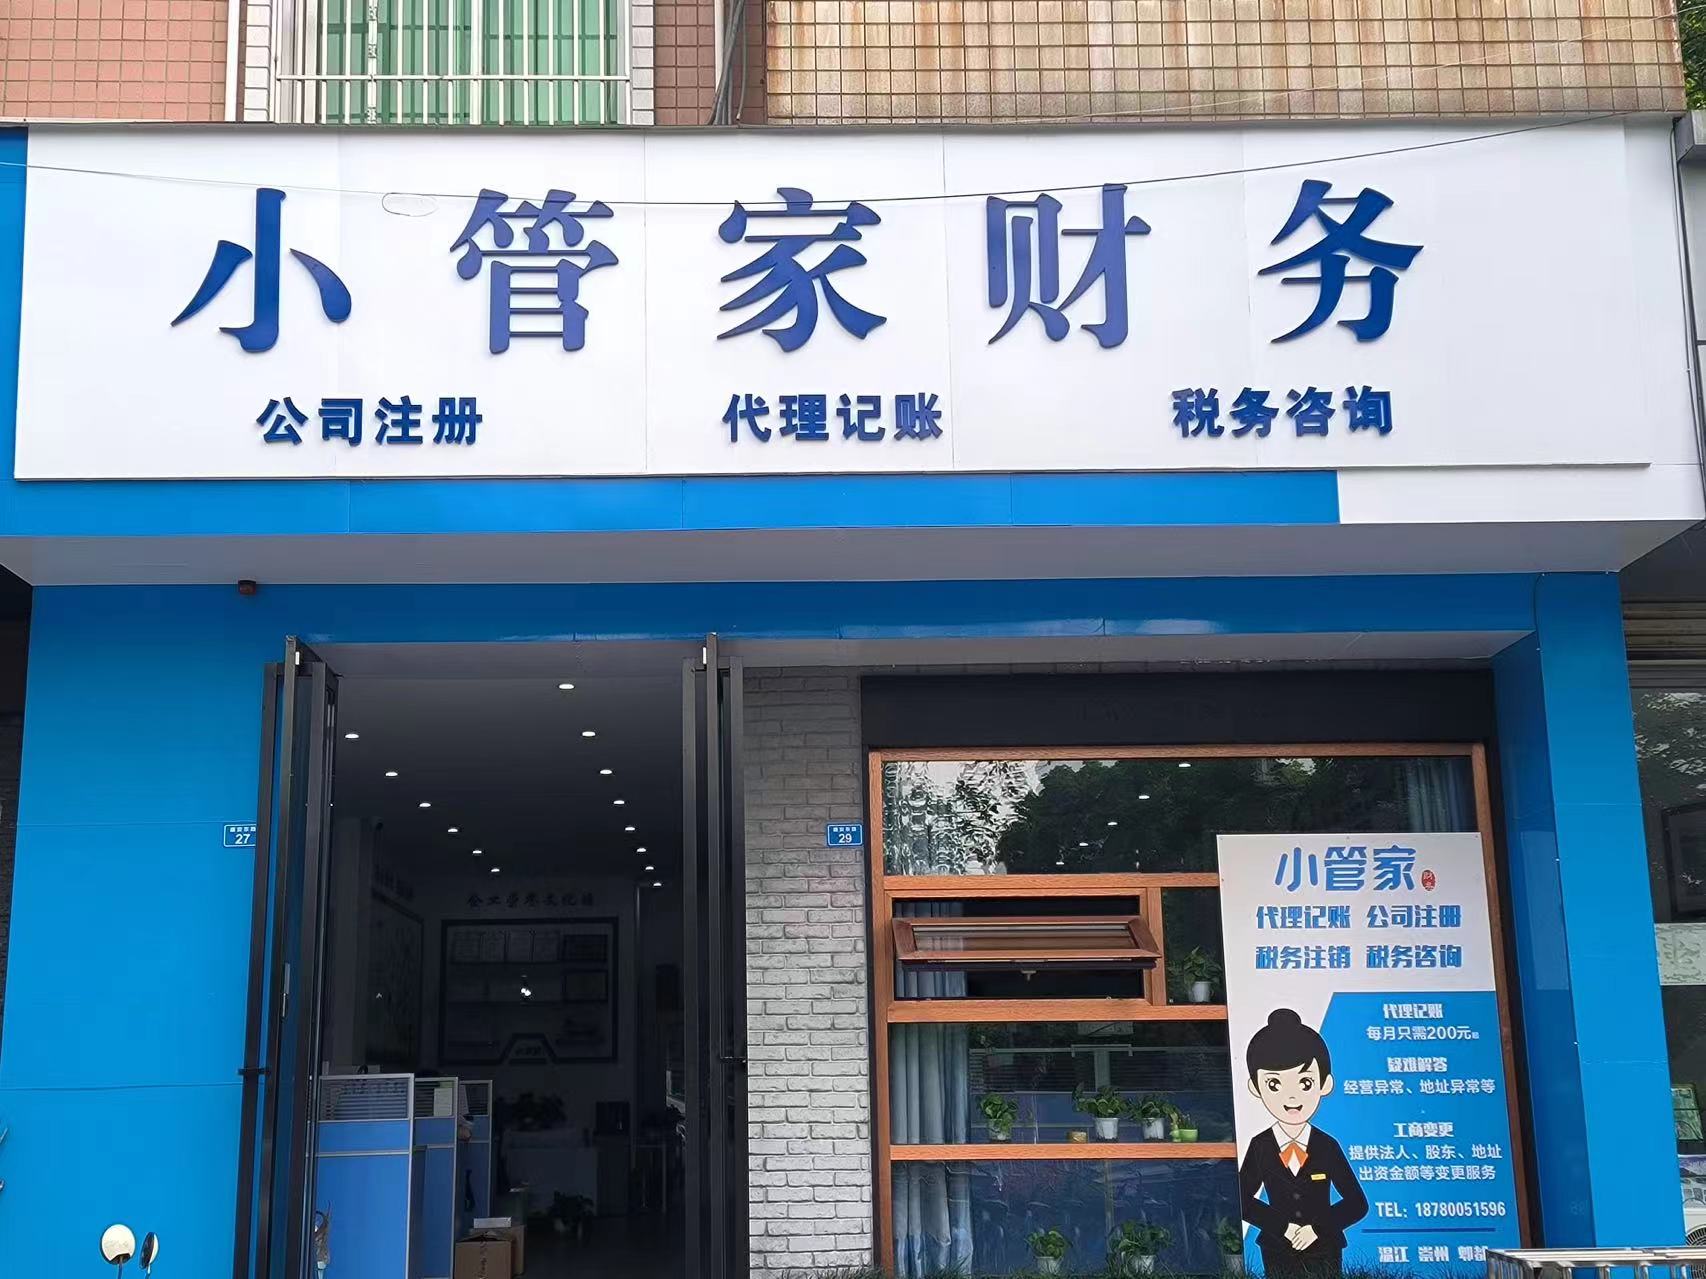 小管家财务
公司注册 代理记账 税务咨询
27
29
小管家
代理记账 公司注册
税务注销 税务咨询
代理记账
每月只需200元起
疑难解答
经营异常、地址异常等
工商变更
提供法人、股东、地址
出资金额等变更服务
TEL: 18780051596
温江 崇州 郫都